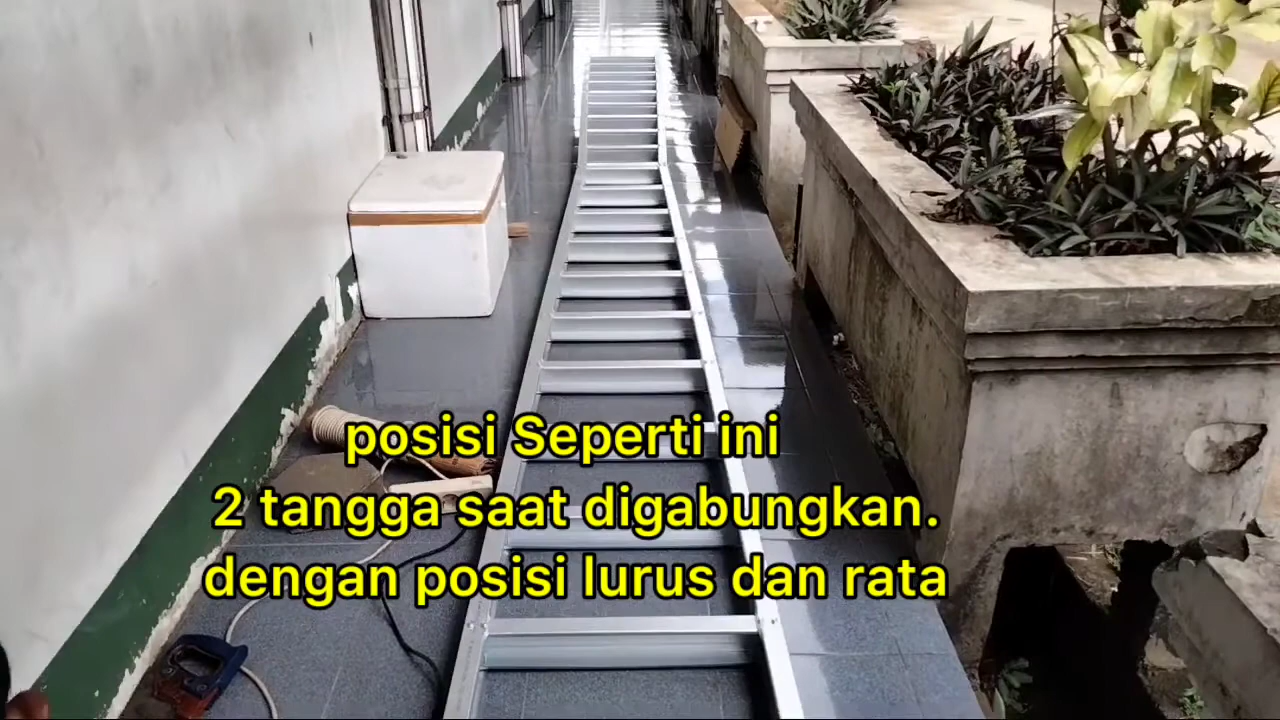 posisi Seperti ini
2 tangga saat digabungkan.
dengan posisi lurus dan rata